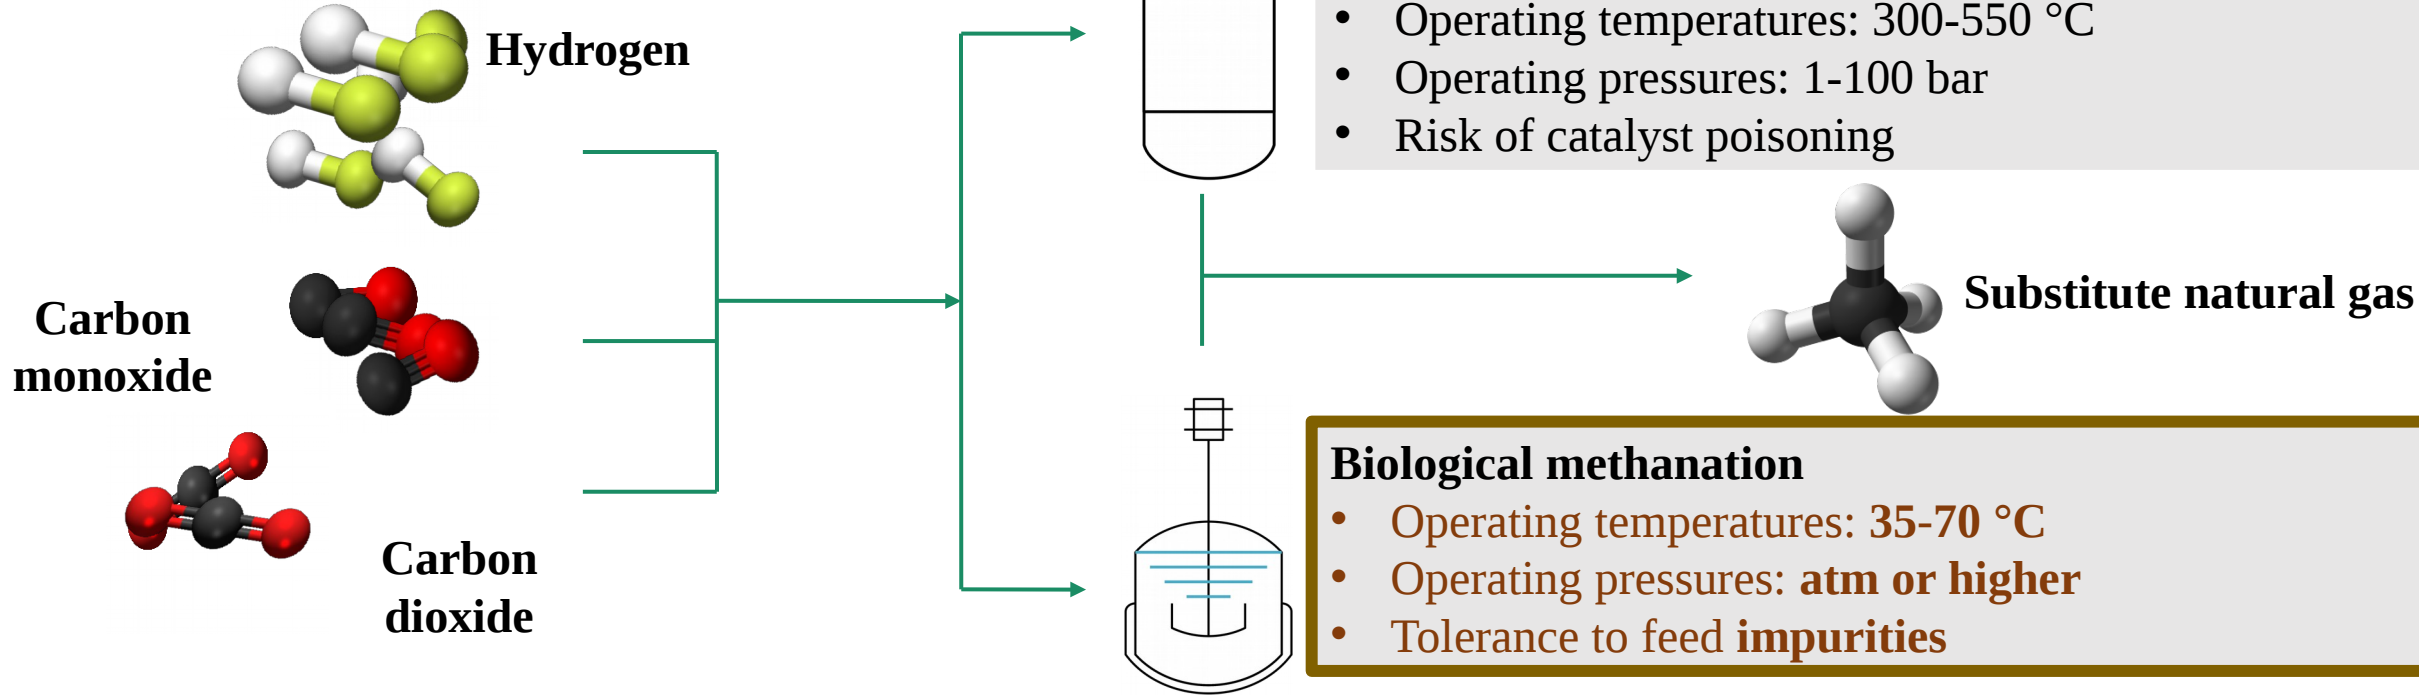 Hydrogen
Carbon
monoxide
Carbon
dioxide
• Operating temperatures: 300-550 °C
• Operating pressures: 1-100 bar
• Risk of catalyst poisoning
Substitute natural gas
Biological methanation
• Operating temperatures: 35-70 °C
• Operating pressures: atm or higher
• Tolerance to feed impurities